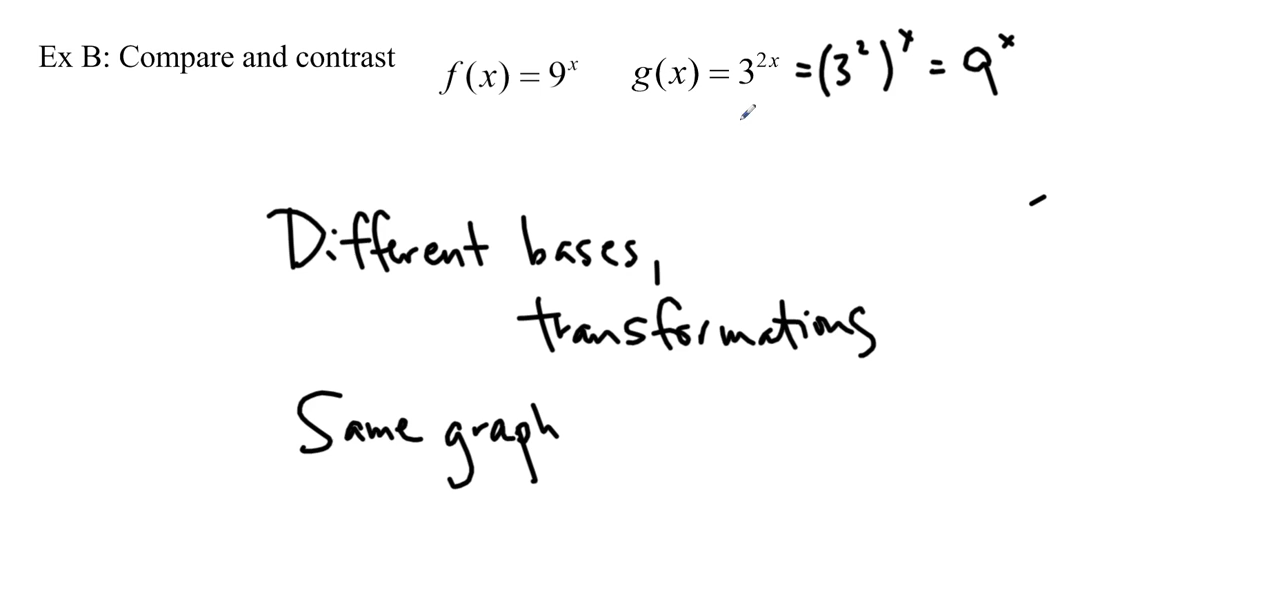 Ex B: Compare and contrast f(x) = 9^x g(x) = 3^{2x} = (3^2)^x = 9^x
Different bases,
transformations
Same graph